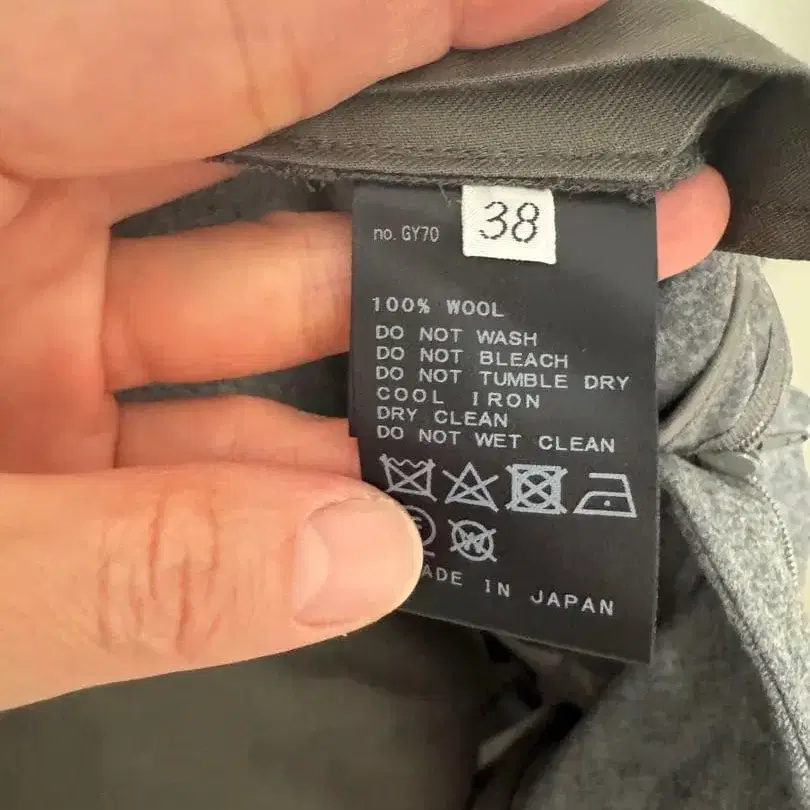 38
no. GY70
100% WOOL
DO NOT WASH
DO NOT BLEACH
DO NOT TUMBLE DRY
COOL IRON
DRY CLEAN
DO NOT WET CLEAN
W
ADE IN JAPAN